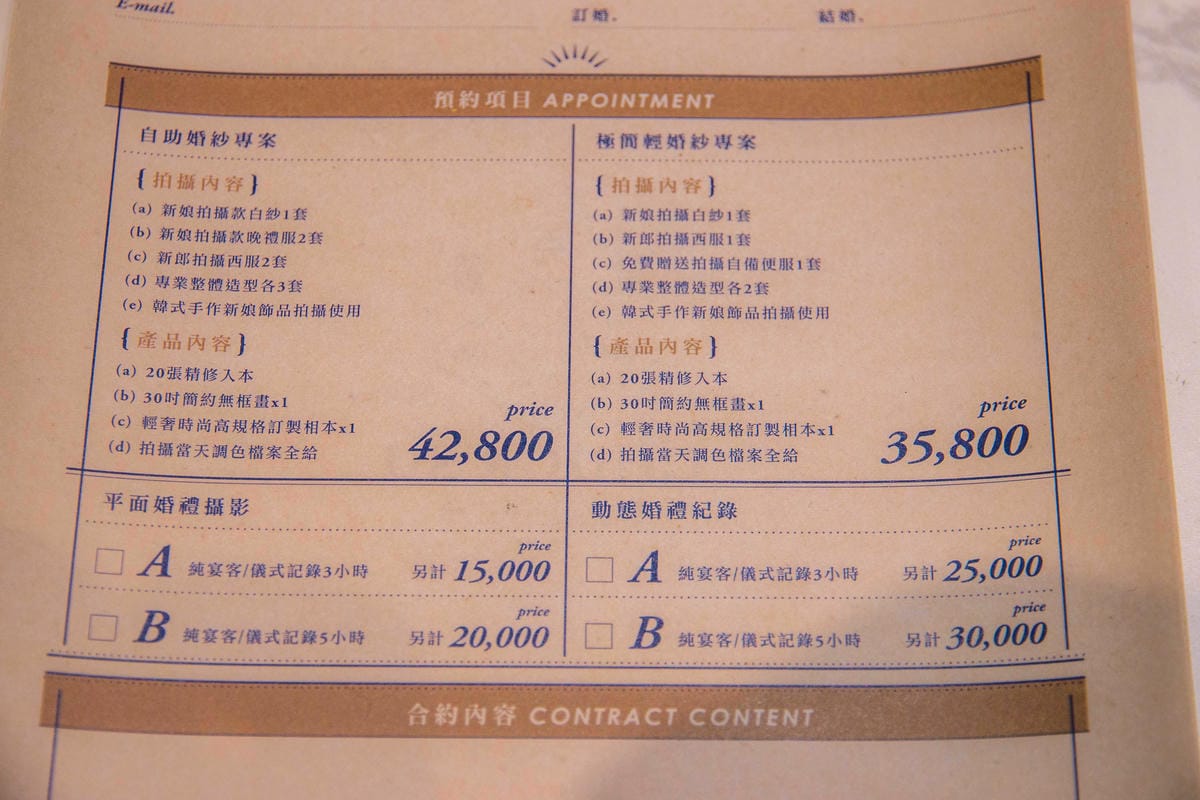 E-mail.
訂婚.
結婚.
預約項目 APPOINTMENT
自助婚紗專案
{拍攝內容}
(a) 新娘拍攝款白紗1套
(b) 新娘拍攝款晚禮服2套
(c) 新郎拍攝西服2套
(d) 專業整體造型各3套
(e) 韓式手作新娘飾品拍攝使用
{產品內容}
(a) 20張精修入本
(b) 30吋簡約無框畫x1
(c) 輕奢時尚高規格訂製相本x1
(d) 拍攝當天調色檔案全給
price
42,800
極簡輕婚紗專案
{拍攝內容}
(a) 新娘拍攝白紗1套
(b) 新郎拍攝西服1套
(c) 免費贈送拍攝自備便服1套
(d) 專業整體造型各2套
(e) 韓式手作新娘飾品拍攝使用
{產品內容}
(a) 20張精修入本
(b) 30吋簡約無框畫x1
(c) 輕奢時尚高規格訂製相本x1
(d) 拍攝當天調色檔案全給
price
35,800
平面婚禮攝影
price
A 純宴客/儀式記錄3小時 另計 15,000
price
B 純宴客/儀式記錄5小時 另計 20,000
動態婚禮紀錄
price
A 純宴客/儀式記錄3小時 另計 25,000
price
B 純宴客/儀式記錄5小時 另計 30,000
合約內容 CONTRACT CONTENT